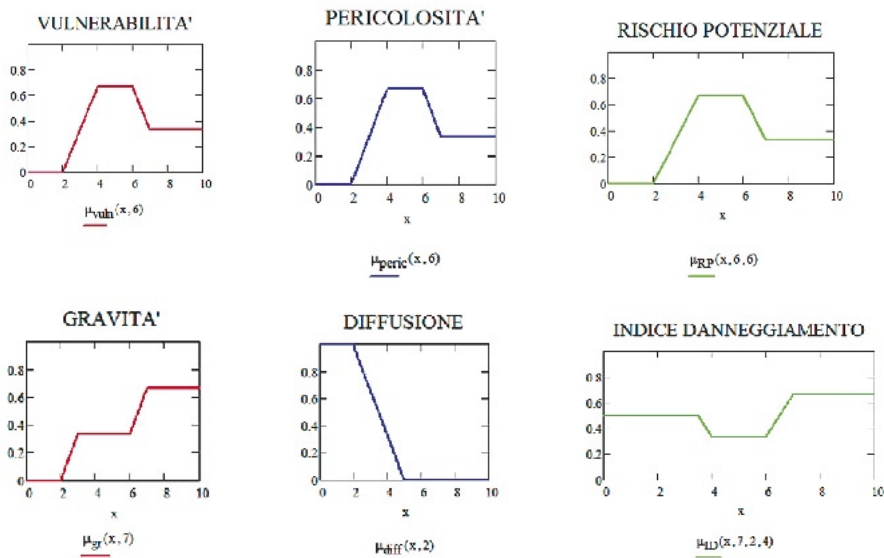 VULNERABILITA'
PERICOLOSITA'
RISCHIO POTENZIALE
0.8
0.6
0.4
0.2
0
0 2 4 6 8 10
μvuln(x,6)
0.8
0.6
0.4
0.2
0
0 2 4 6 8 10
x
μperic(x,6)
0.8
0.6
0.4
0.2
0
0 2 4 6 8 10
x
μRP(x,6,6)
GRAVITA'
DIFFUSIONE
INDICE DANNEGGIAMENTO
0.8
0.6
0.4
0.2
0
0 2 4 6 8 10
x
μgr(x,7)
0.8
0.6
0.4
0.2
0
0 2 4 6 8 10
x
μdiff(x,2)
0.8
0.6
0.4
0.2
0
0 2 4 6 8 10
x
μID(x,7,2,4)